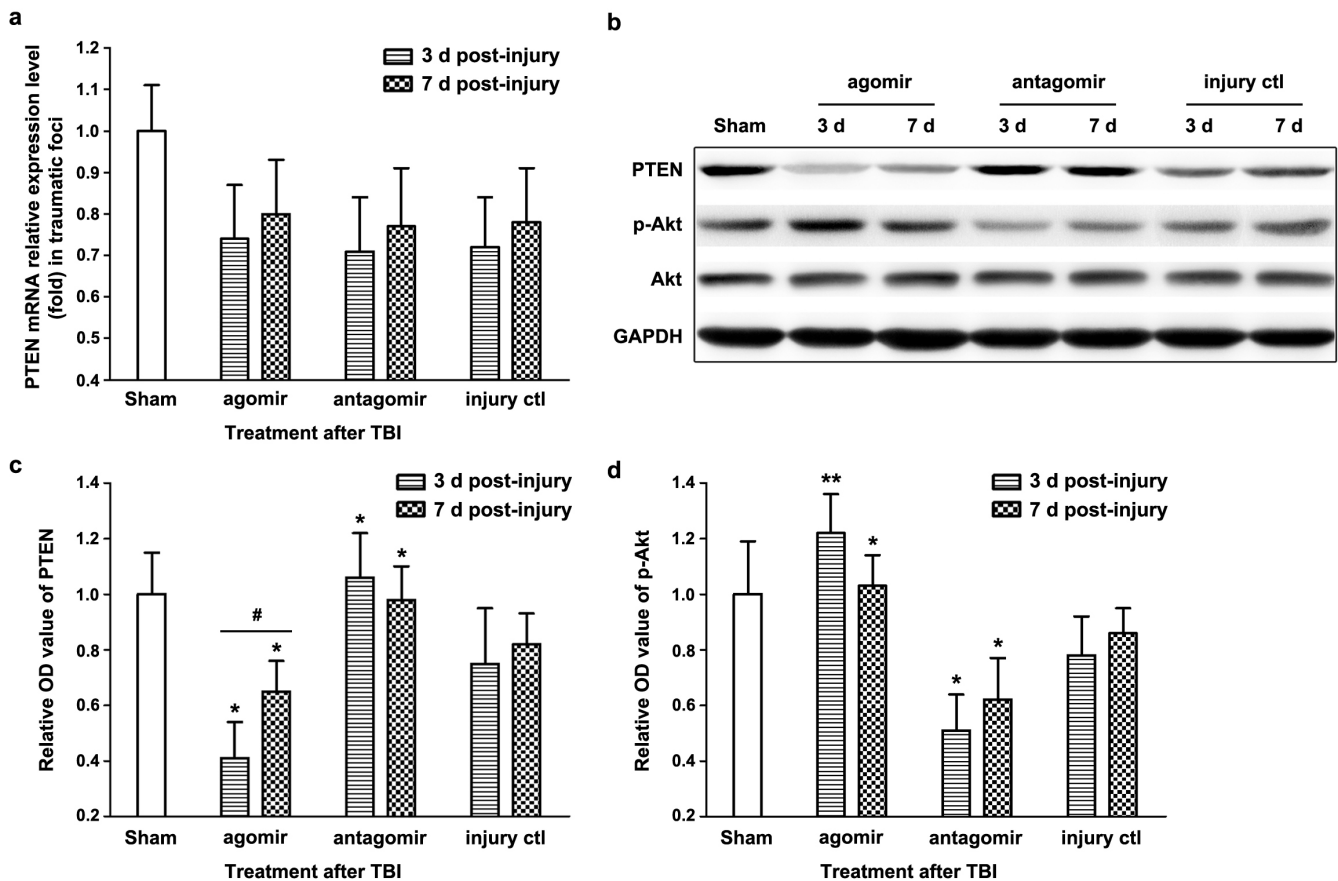 a
PTEN mRNA relative expression level
(fold) in traumatic foci
1.2
1.1
1.0
0.9
0.8
0.7
0.6
0.5
0.4
3 d post-injury
7 d post-injury
Sham agomir antagomir injury ctl
Treatment after TBI
b
agomir antagomir injury ctl
Sham 3 d 7 d 3 d 7 d 3 d 7 d
PTEN
p-Akt
Akt
GAPDH
c
Relative OD value of PTEN
1.4
1.2
1.0
0.8
0.6
0.4
0.2
3 d post-injury
7 d post-injury
* *
#
* *
Sham agomir antagomir injury ctl
Treatment after TBI
d
Relative OD value of p-Akt
1.4
1.2
1.0
0.8
0.6
0.4
0.2
3 d post-injury
7 d post-injury
** *
* *
Sham agomir antagomir injury ctl
Treatment after TBI